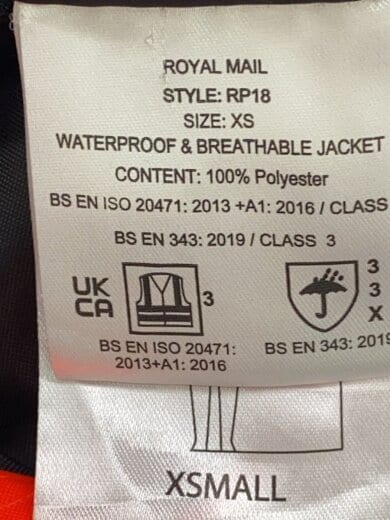 ROYAL MAIL
STYLE: RP18
SIZE: XS
WATERPROOF & BREATHABLE JACKET
CONTENT: 100% Polyester
BS EN ISO 20471: 2013 +A1: 2016 / CLASS
BS EN 343: 2019 / CLASS 3
UK
CA
3
3
3
X
BS EN ISO 20471:
2013+A1: 2016
BS EN 343: 2019
XSMALL